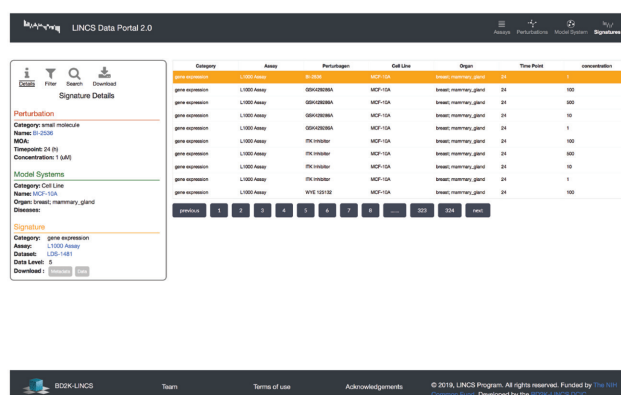 LINCS Data Portal 2.0
Assays Perturbations Model System Signatures
Details Filter Search Download
Signature Details
Perturbation
Category: small molecule
Name: BI-2536
MOA:
Timepoint: 24 (h)
Concentration: 1 (uM)
Model Systems
Category: Cell Line
Name: MCF-10A
Organ: breast; mammary_gland
Diseases:
Signature
Category: gene expression
Assay: L1000 Assay
Dataset: LDS-1481
Data Level: 5
Download : Metadata Data
Category Assay Perturbagen Cell Line Organ Time Point concentration
gene expression L1000 Assay BI-2536 MCF-10A breast; mammary_gland 24 1
gene expression L1000 Assay GSK429286A MCF-10A breast; mammary_gland 24 100
gene expression L1000 Assay GSK429286A MCF-10A breast; mammary_gland 24 500
gene expression L1000 Assay GSK429286A MCF-10A breast; mammary_gland 24 10
gene expression L1000 Assay GSK429286A MCF-10A breast; mammary_gland 24 1
gene expression L1000 Assay ITK Inhibitor MCF-10A breast; mammary_gland 24 100
gene expression L1000 Assay ITK Inhibitor MCF-10A breast; mammary_gland 24 500
gene expression L1000 Assay ITK Inhibitor MCF-10A breast; mammary_gland 24 10
gene expression L1000 Assay ITK Inhibitor MCF-10A breast; mammary_gland 24 1
gene expression L1000 Assay WYE 125132 MCF-10A breast; mammary_gland 24 100
previous 1 2 3 4 5 6 7 8 ...... 323 324 next
BD2K-LINCS Team Terms of use Acknowledgements © 2019, LINCS Program. All rights reserved. Funded by The NIH
Common Fund. Developed by the BD2K-LINCS DCIC